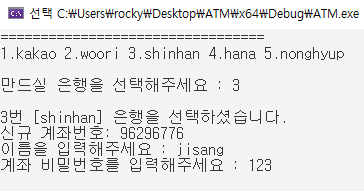 선택 C:₩Users₩rocky₩Desktop₩ATM₩x64₩Debug₩ATM.exe
================================
1.kakao 2.woori 3.shinhan 4.hana 5.nonghyup
만드실 은행을 선택해주세요 : 3
3번 [shinhan] 은행을 선택하셨습니다.
신규 계좌번호: 96296776
이름을 입력해주세요 : jisang
계좌 비밀번호를 입력해주세요 : 123